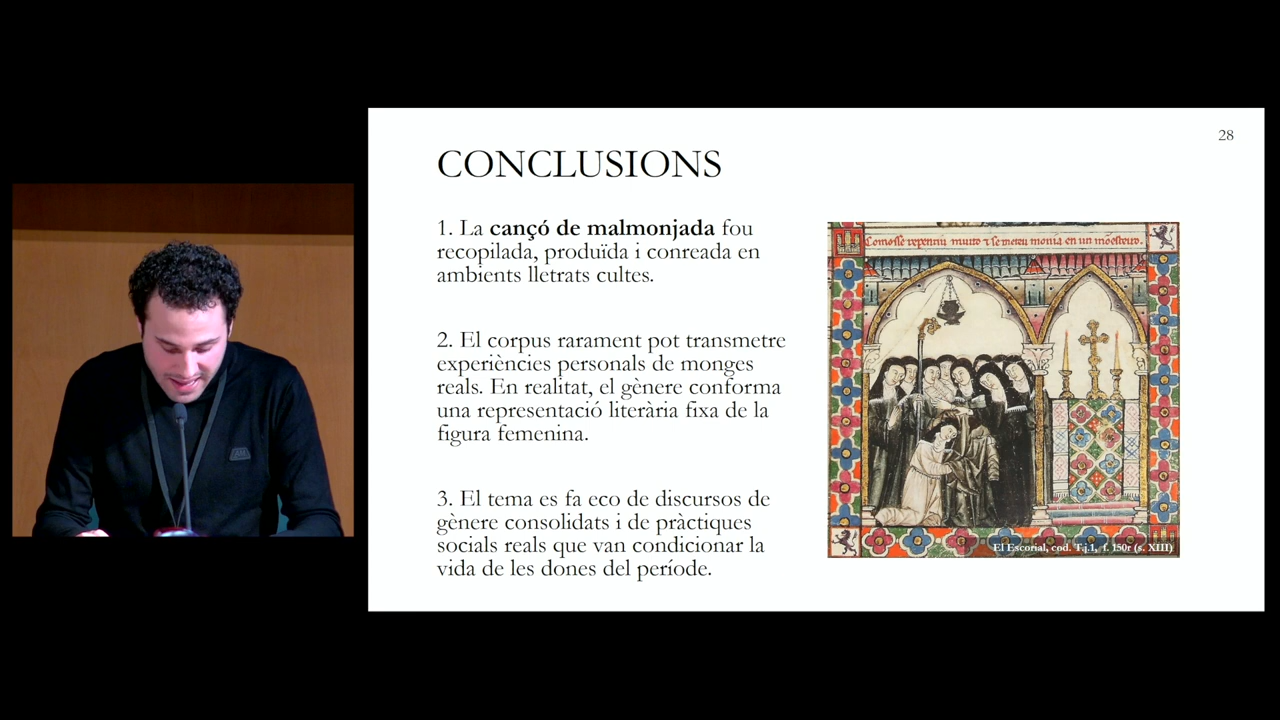 28
CONCLUSIONS
1. La cançó de malmonjada fou
recopilada, produïda i conreada en
ambients lletrats cultes.
2. El corpus rarament pot transmetre
experiències personals de monges
reals. En realitat, el gènere conforma
una representació literària fixa de la
figura femenina.
3. El tema es fa eco de discursos de
gènere consolidats i de pràctiques
socials reals que van condicionar la
vida de les dones del període.
El Escorial, cod. T.j.1, f. 150r (s. XIII)